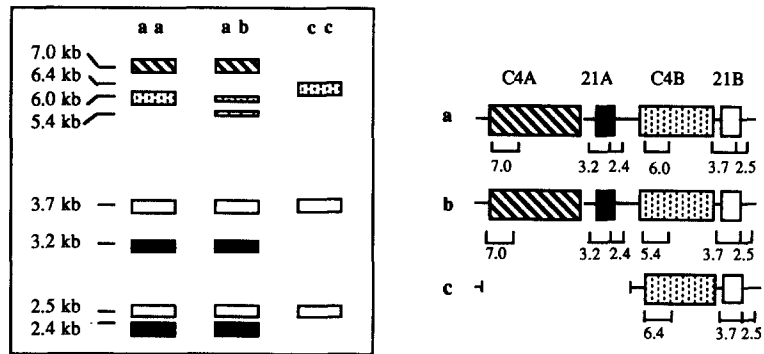 a a a b c c
7.0 kb
6.4 kb
6.0 kb
5.4 kb
3.7 kb
3.2 kb
2.5 kb
2.4 kb
C4A 21A C4B 21B
a
7.0 3.2 2.4 6.0 3.7 2.5
b
7.0 3.2 2.4 5.4 3.7 2.5
c
6.4 3.7 2.5